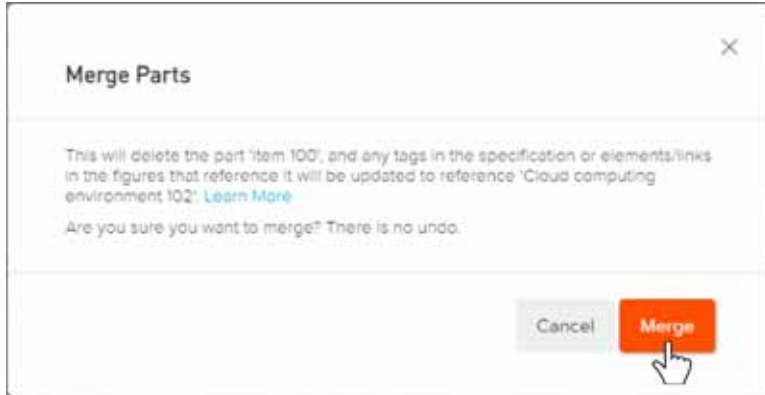 Merge Parts
This will delete the part 'Item 100', and any tags in the specification or elements/links
in the figures that reference it will be updated to reference 'Cloud computing
environment 102'. Learn More
Are you sure you want to merge? There is no undo.
Cancel
Merge